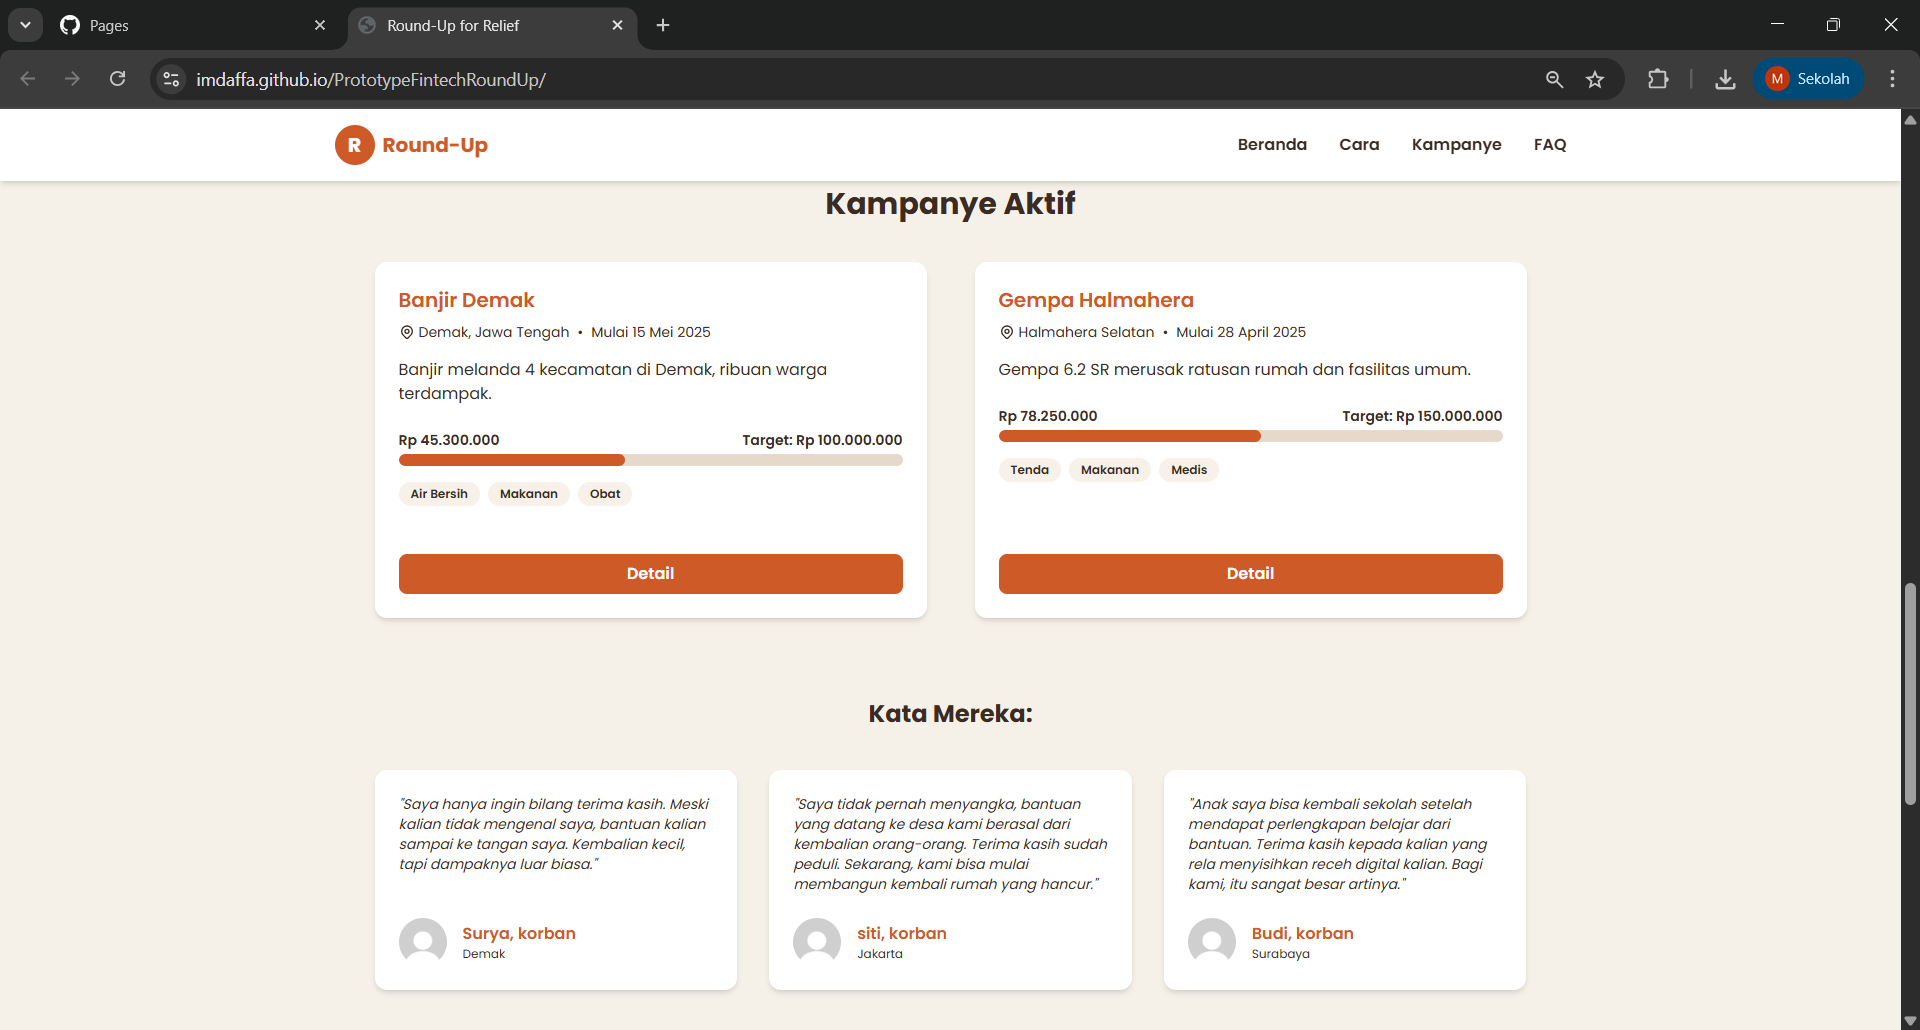 Pages
Round-Up for Relief
imdaffa.github.io/PrototypeFintechRoundUp/
M Sekolah
R Round-Up
Beranda Cara Kampanye FAQ
Kampanye Aktif
Banjir Demak
Demak, Jawa Tengah • Mulai 15 Mei 2025
Banjir melanda 4 kecamatan di Demak, ribuan warga
terdampak.
Rp 45.300.000 Target: Rp 100.000.000
Air Bersih Makanan Obat
Detail
Gempa Halmahera
Halmahera Selatan • Mulai 28 April 2025
Gempa 6.2 SR merusak ratusan rumah dan fasilitas umum.
Rp 78.250.000 Target: Rp 150.000.000
Tenda Makanan Medis
Detail
Kata Mereka:
"Saya hanya ingin bilang terima kasih. Meski
kalian tidak mengenal saya, bantuan kalian
sampai ke tangan saya. Kembalian kecil,
tapi dampaknya luar biasa."
Surya, korban
Demak
"Saya tidak pernah menyangka, bantuan
yang datang ke desa kami berasal dari
kembalian orang-orang. Terima kasih sudah
peduli. Sekarang, kami bisa mulai
membangun kembali rumah yang hancur."
siti, korban
Jakarta
"Anak saya bisa kembali sekolah setelah
mendapat perlengkapan belajar dari
bantuan. Terima kasih kepada kalian yang
rela menyisihkan receh digital kalian. Bagi
kami, itu sangat besar artinya."
Budi, korban
Surabaya